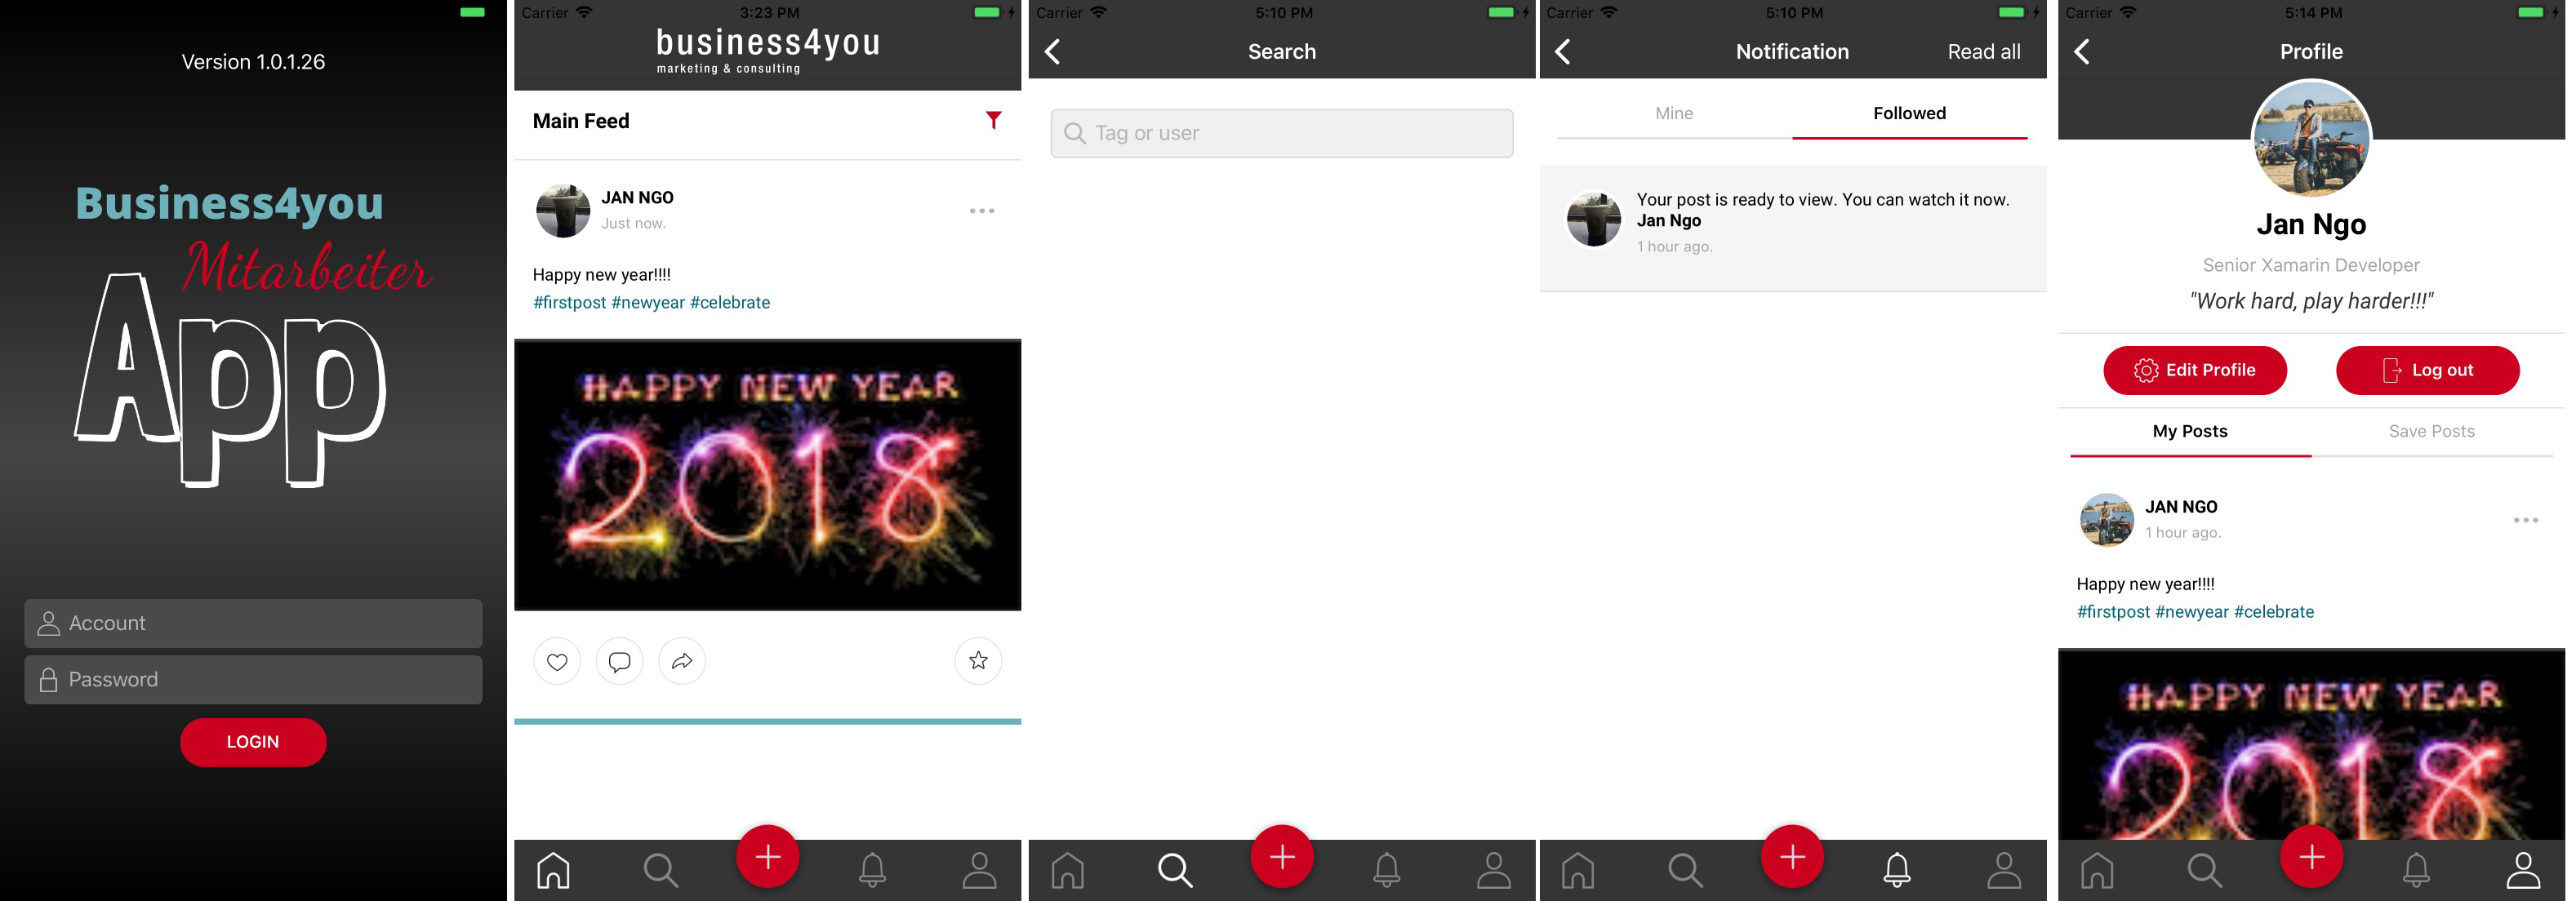 Version 1.0.1.26
Business4you
Mitarbeiter
App
Account
Password
LOGIN
Carrier 3:23 PM
business4you
marketing & consulting
Main Feed
JAN NGO
Just now.
Happy new year!!!!
#firstpost #newyear #celebrate
HAPPY NEW YEAR
2018
Carrier 5:10 PM
Search
Tag or user
Carrier 5:10 PM
Notification Read all
Mine Followed
Your post is ready to view. You can watch it now.
Jan Ngo
1 hour ago.
Carrier 5:14 PM
Profile
Jan Ngo
Senior Xamarin Developer
"Work hard, play harder!!!"
Edit Profile Log out
My Posts Save Posts
JAN NGO
1 hour ago.
Happy new year!!!!
#firstpost #newyear #celebrate
HAPPY NEW YEAR
2018